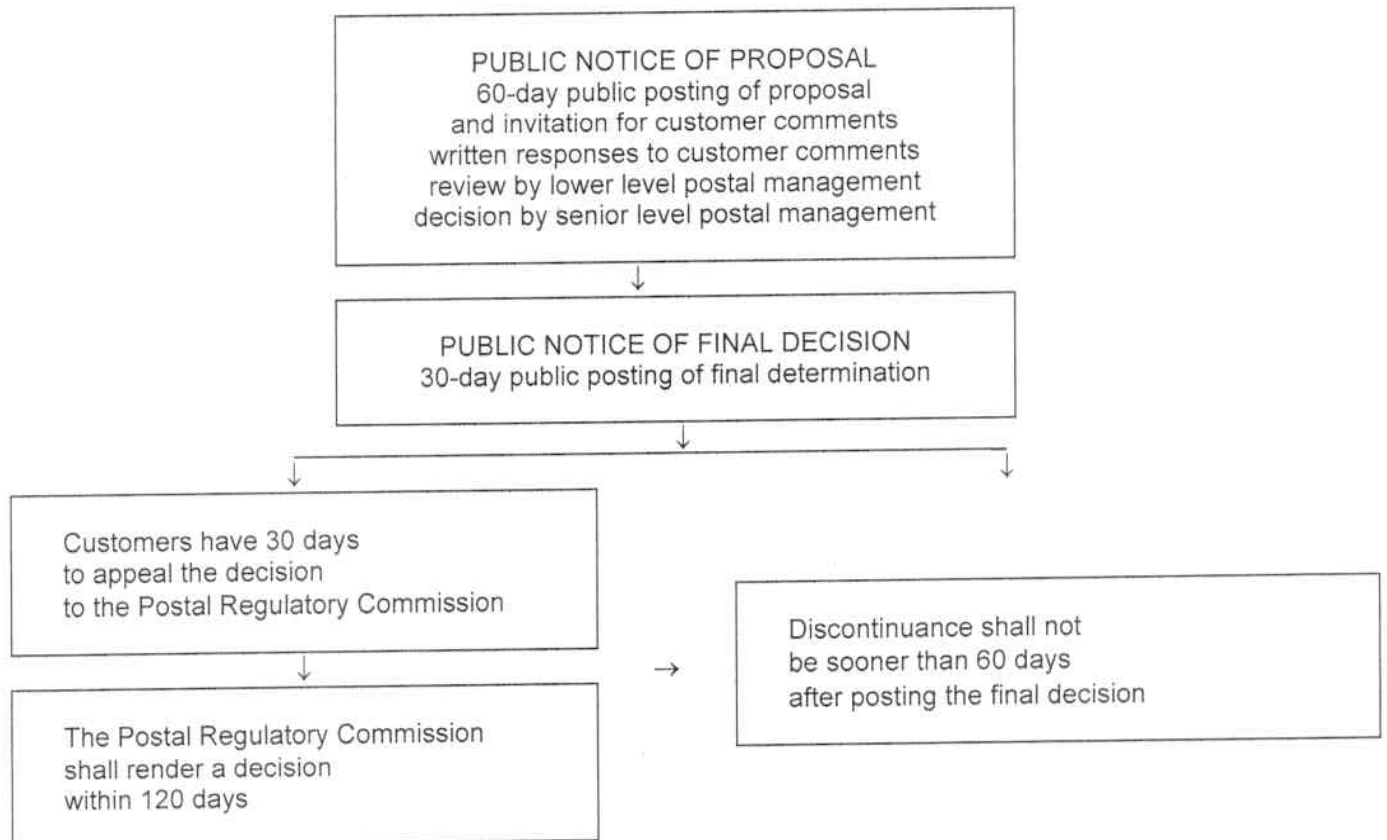 PUBLIC NOTICE OF PROPOSAL
60-day public posting of proposal
and invitation for customer comments
written responses to customer comments
review by lower level postal management
decision by senior level postal management
PUBLIC NOTICE OF FINAL DECISION
30-day public posting of final determination
Customers have 30 days
to appeal the decision
to the Postal Regulatory Commission
Discontinuance shall not
be sooner than 60 days
after posting the final decision
The Postal Regulatory Commission
shall render a decision
within 120 days